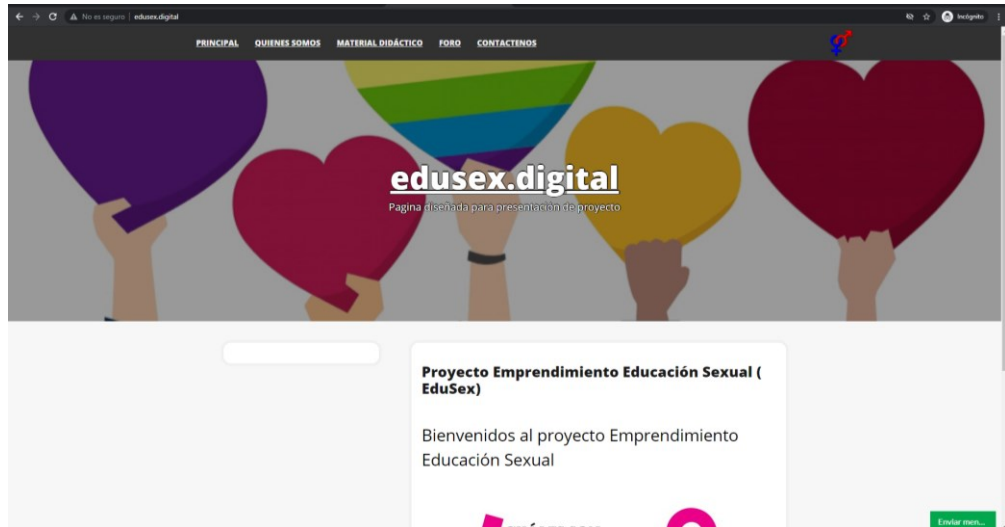 No es seguro | edusex.digital
Incógnito
PRINCIPAL QUIENES SOMOS MATERIAL DIDÁCTICO FORO CONTACTENOS
edusex.digital
Pagina diseñada para presentación de proyecto
Proyecto Emprendimiento Educación Sexual (
EduSex)
Bienvenidos al proyecto Emprendimiento
Educación Sexual
Enviar men...